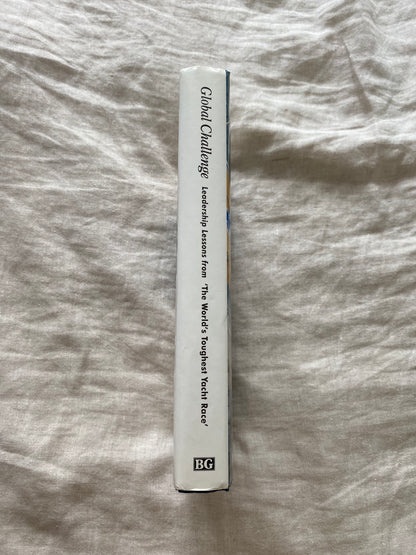 Global Challenge
Leadership Lessons from 'The World's Toughest Yacht Race'
BG